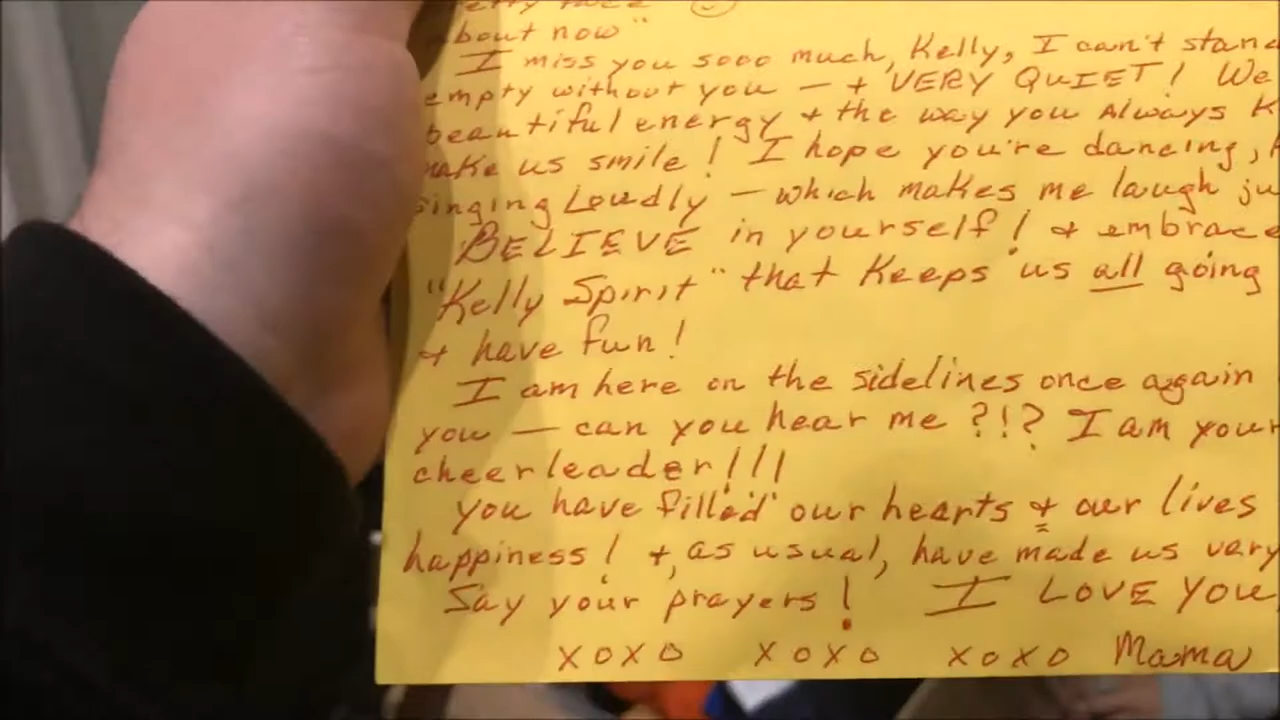 about now"
I miss you sooo much, Kelly, I can't stand
empty without you — + VERY QUIET! We
beautiful energy + the way you Always K
make us smile! I hope you're dancing,
singing Loudly — which makes me laugh ju
BELIEVE in yourself! + embrace
"Kelly Spirit" that Keeps us all going
+ have fun!
I am here on the sidelines once again
you — can you hear me ?!? I am your
cheerleader!!!
You have filled our hearts + our lives
happiness! +, as usual, have made us very
Say your prayers! I LOVE YOU
XOXO XOXO XOXO Mama